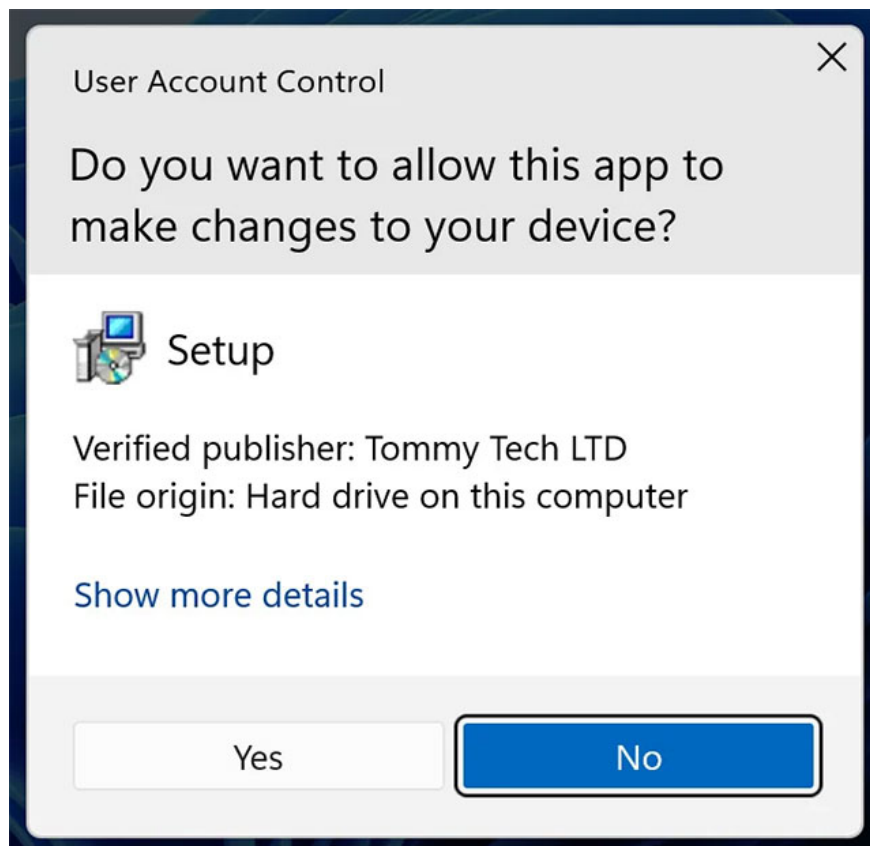 User Account Control
Do you want to allow this app to
make changes to your device?
Setup
Verified publisher: Tommy Tech LTD
File origin: Hard drive on this computer
Show more details
Yes
No